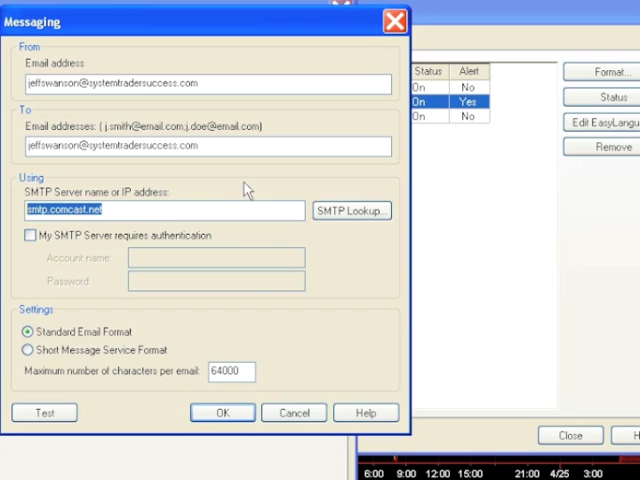 Messaging
From
Email address
jeffswanson@systemtradersuccess.com
To
Email addresses: ( j.smith@email.com;j.doe@email.com)
jeffswanson@systemtradersuccess.com
Using
SMTP Server name or IP address:
smtp.comcast.net
SMTP Lookup...
My SMTP Server requires authentication
Account name:
Password:
Settings
Standard Email Format
Short Message Service Format
Maximum number of characters per email:
64000
Test
OK
Cancel
Help
Status Alert
On No
On Yes
On No
Format...
Status
Edit EasyLangu
Remove
Close
H
6:00 9:00 12:00 15:00 21:00 4/25 3:00